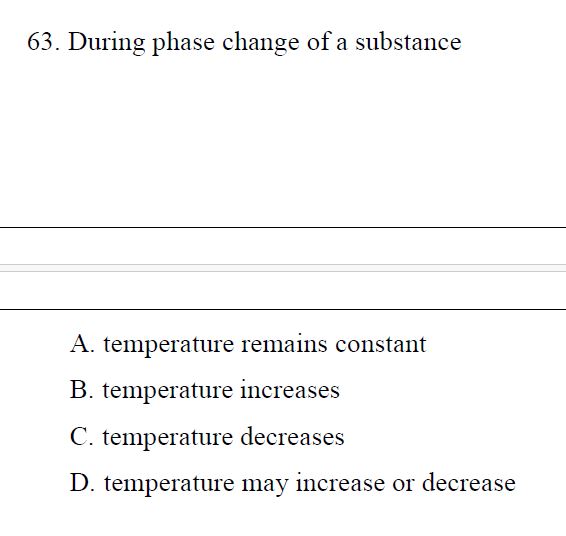 63. During phase change of a substance
A. temperature remains constant
B. temperature increases
C. temperature decreases
D. temperature may increase or decrease